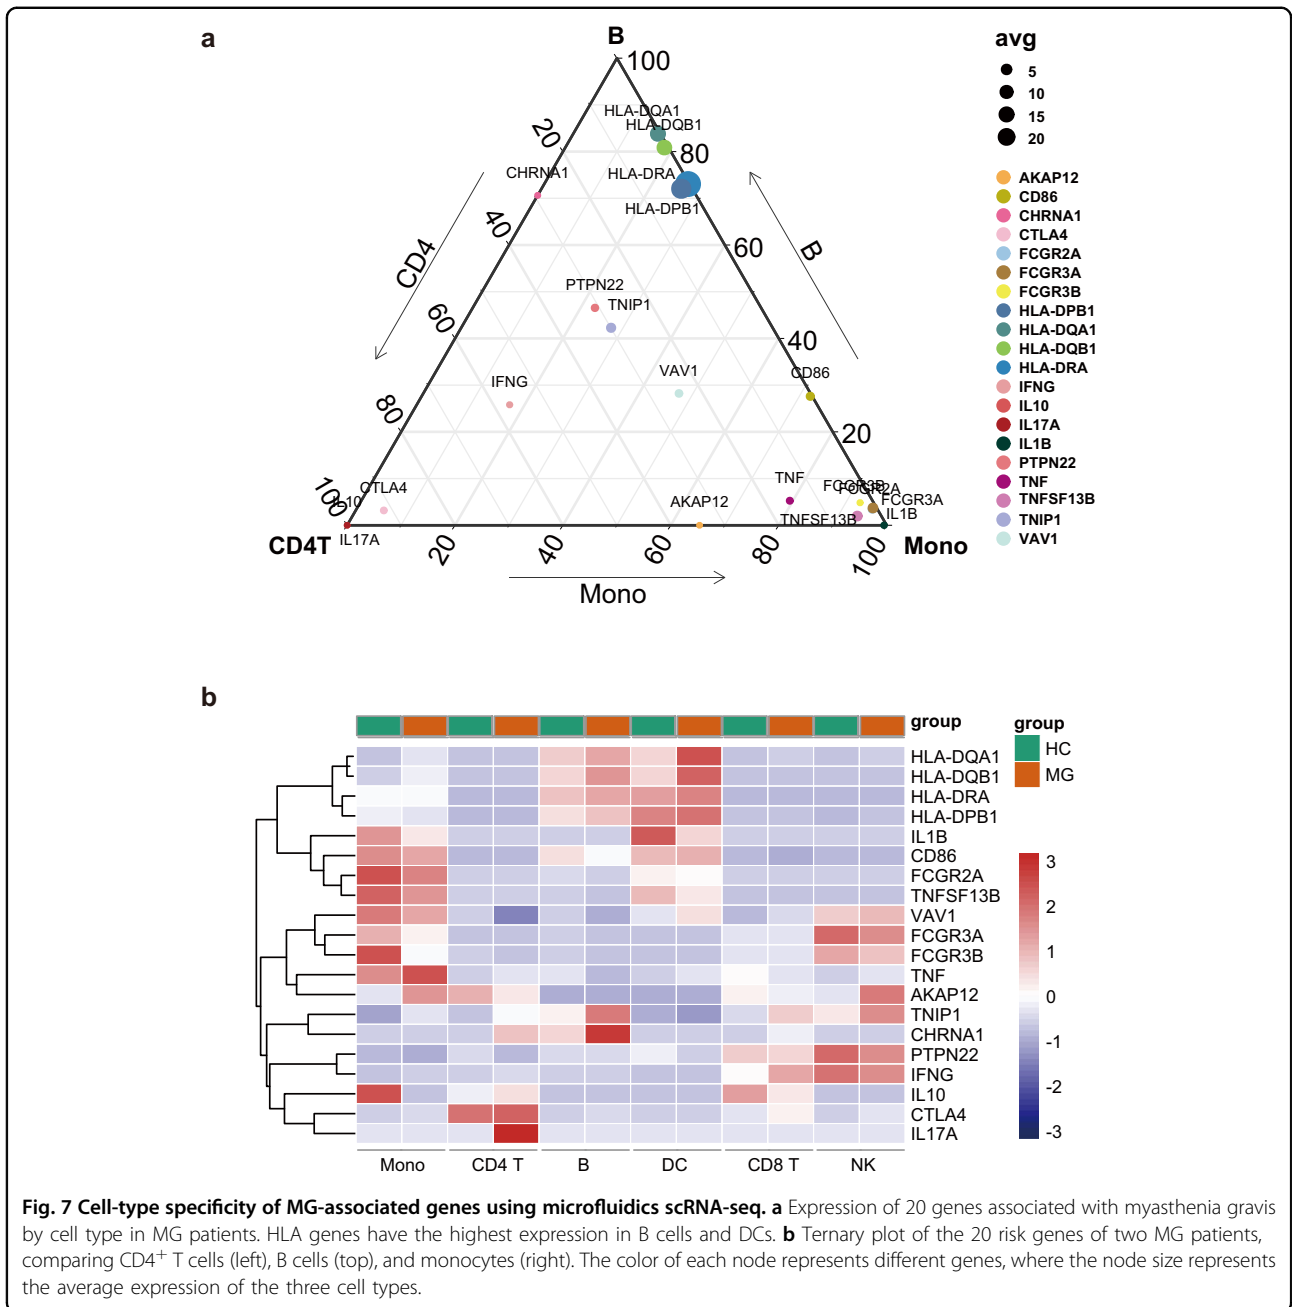 a
B
100
HLA-DQA1
HLA-DQB1
20
80
CHRNA1
HLA-DRA
HLA-DPB1
40
60
CD4
B
PTPN22
TNIP1
60
40
VAV1
CD86
IFNG
80
20
TNF
FCGR3B
FCGR2A
CTLA4
100
IL10
AKAP12
FCGR3A
TNFSF13B
IL1B
IL17A
CD4T
Mono
20
40
60
80
100
Mono
avg
5
10
15
20
AKAP12
CD86
CHRNA1
CTLA4
FCGR2A
FCGR3A
FCGR3B
HLA-DPB1
HLA-DQA1
HLA-DQB1
HLA-DRA
IFNG
IL10
IL17A
IL1B
PTPN22
TNF
TNFSF13B
TNIP1
VAV1
b
group
HLA-DQA1
HLA-DQB1
HLA-DRA
HLA-DPB1
IL1B
CD86
FCGR2A
TNFSF13B
VAV1
FCGR3A
FCGR3B
TNF
AKAP12
TNIP1
CHRNA1
PTPN22
IFNG
IL10
CTLA4
IL17A
Mono CD4 T B DC CD8 T NK
group
HC
MG
3
2
1
0
-1
-2
-3
Fig. 7 Cell-type specificity of MG-associated genes using microfluidics scRNA-seq. a Expression of 20 genes associated with myasthenia gravis
by cell type in MG patients. HLA genes have the highest expression in B cells and DCs. b Ternary plot of the 20 risk genes of two MG patients,
comparing CD4+ T cells (left), B cells (top), and monocytes (right). The color of each node represents different genes, where the node size represents
the average expression of the three cell types.